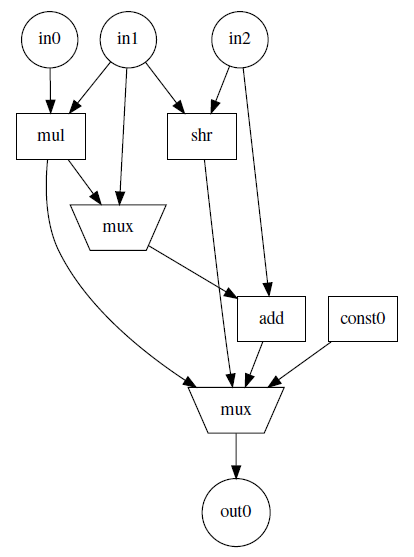 in0 in1 in2
mul shr
mux
add const0
mux
out0